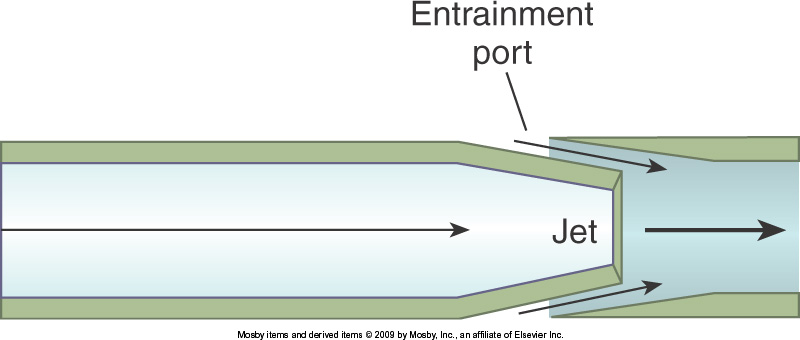 Entrainment
port
Jet
Mosby items and derived items © 2009 by Mosby, Inc., an affiliate of Elsevier Inc.